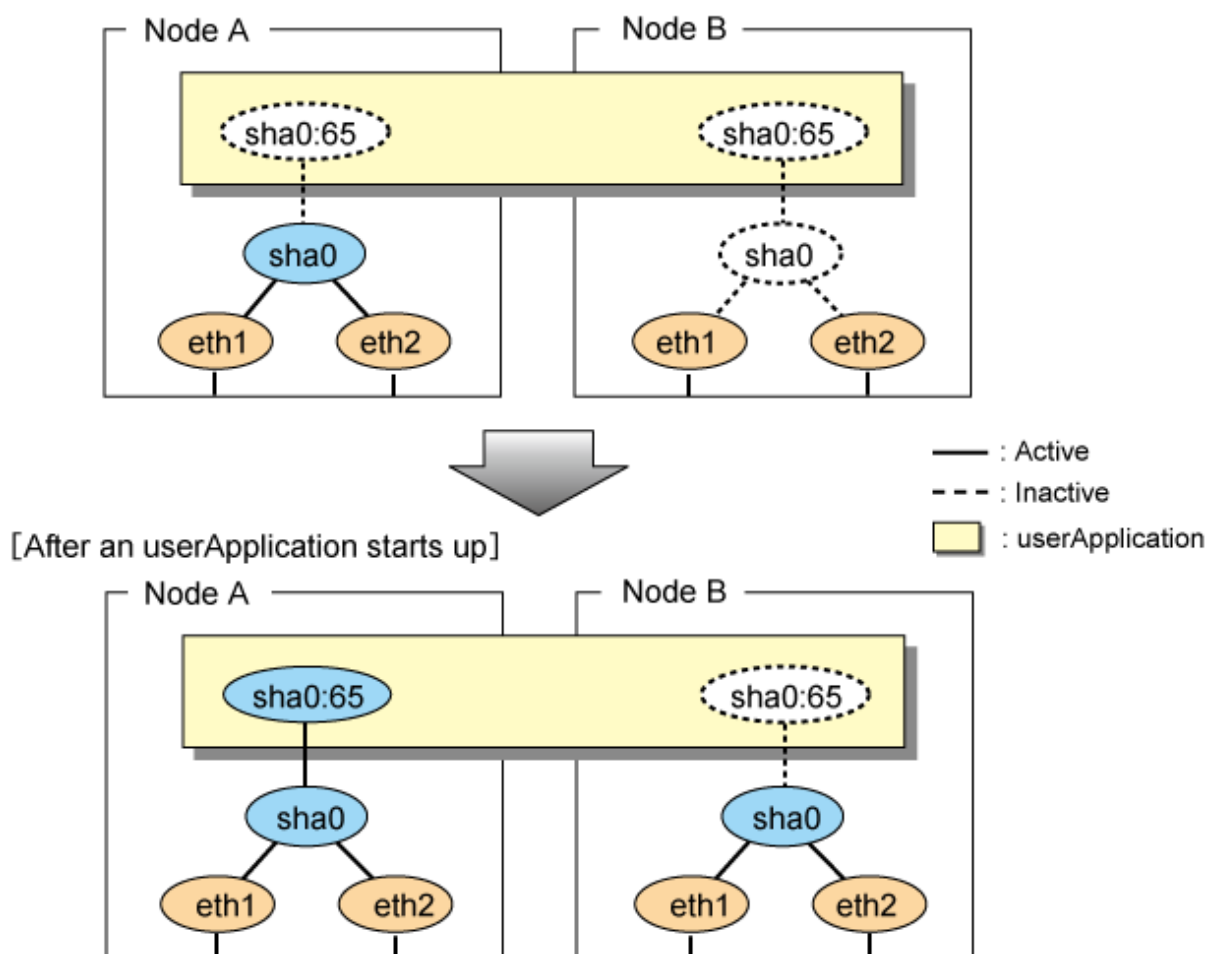 Node A
Node B
sha0:65
sha0:65
sha0
sha0
eth1
eth2
eth1
eth2
: Active
: Inactive
: userApplication
[After an userApplication starts up]
Node A
Node B
sha0:65
sha0:65
sha0
sha0
eth1
eth2
eth1
eth2